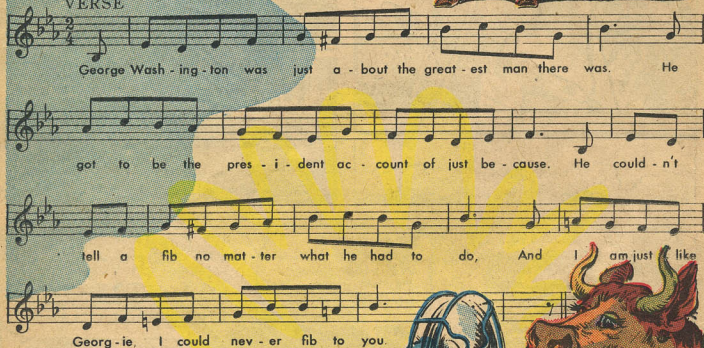 VERSE
2 4
George Wash - ing - ton was just a - bout the great - est man there was. He
got to be the pres - i - dent ac - count of just be - cause. He could - n't
tell a fib no mat - ter what he had to do, And I am just like
Georg - ie, I could nev - er fib to you.